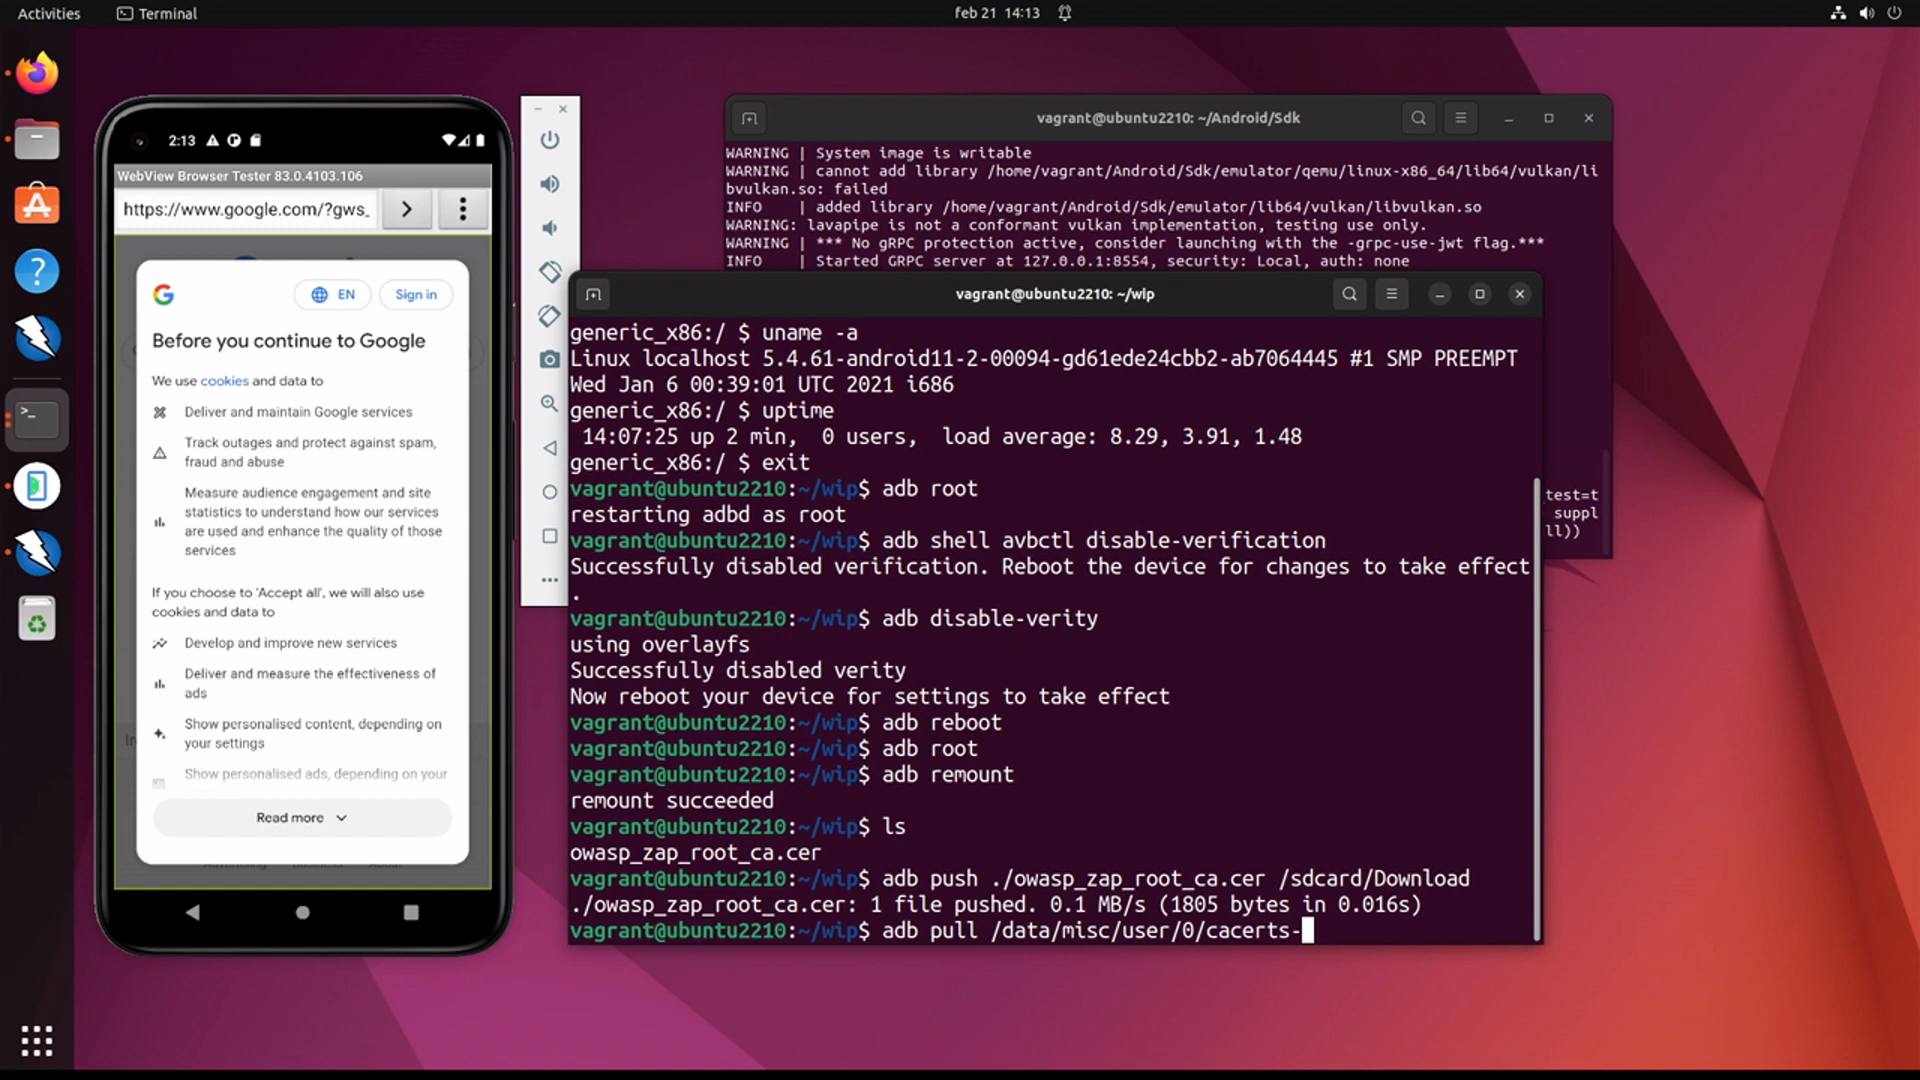 Activities
Terminal
feb 21 14:13
2:13
WebView Browser Tester 83.0.4103.106
https://www.google.com/?gws_
EN
Sign in
Before you continue to Google
We use cookies and data to
Deliver and maintain Google services
Track outages and protect against spam,
fraud and abuse
Measure audience engagement and site
statistics to understand how our services
are used and enhance the quality of those
services
If you choose to 'Accept all', we will also use
cookies and data to
Develop and improve new services
Deliver and measure the effectiveness of
ads
Show personalised content, depending on
your settings
Show personalised ads, depending on your
Read more
vagrant@ubuntu2210: ~/Android/Sdk
WARNING | System image is writable
WARNING | cannot add library /home/vagrant/Android/Sdk/emulator/qemu/linux-x86_64/lib64/vulkan/li
bvulkan.so: failed
INFO | added library /home/vagrant/Android/Sdk/emulator/lib64/vulkan/libvulkan.so
WARNING: lavapipe is not a conformant vulkan implementation, testing use only.
WARNING | *** No gRPC protection active, consider launching with the -grpc-use-jwt flag.***
INFO | Started GRPC server at 127.0.0.1:8554, security: Local, auth: none
test=t
suppl
ll))
vagrant@ubuntu2210: ~/wip
generic_x86:/ $ uname -a
Linux localhost 5.4.61-android11-2-00094-gd61ede24cbb2-ab7064445 #1 SMP PREEMPT
Wed Jan 6 00:39:01 UTC 2021 i686
generic_x86:/ $ uptime
14:07:25 up 2 min, 0 users, load average: 8.29, 3.91, 1.48
generic_x86:/ $ exit
vagrant@ubuntu2210:~/wip$ adb root
restarting adbd as root
vagrant@ubuntu2210:~/wip$ adb shell avbctl disable-verification
Successfully disabled verification. Reboot the device for changes to take effect
.
vagrant@ubuntu2210:~/wip$ adb disable-verity
using overlayfs
Successfully disabled verity
Now reboot your device for settings to take effect
vagrant@ubuntu2210:~/wip$ adb reboot
vagrant@ubuntu2210:~/wip$ adb root
vagrant@ubuntu2210:~/wip$ adb remount
remount succeeded
vagrant@ubuntu2210:~/wip$ ls
owasp_zap_root_ca.cer
vagrant@ubuntu2210:~/wip$ adb push ./owasp_zap_root_ca.cer /sdcard/Download
./owasp_zap_root_ca.cer: 1 file pushed. 0.1 MB/s (1805 bytes in 0.016s)
vagrant@ubuntu2210:~/wip$ adb pull /data/misc/user/0/cacerts-